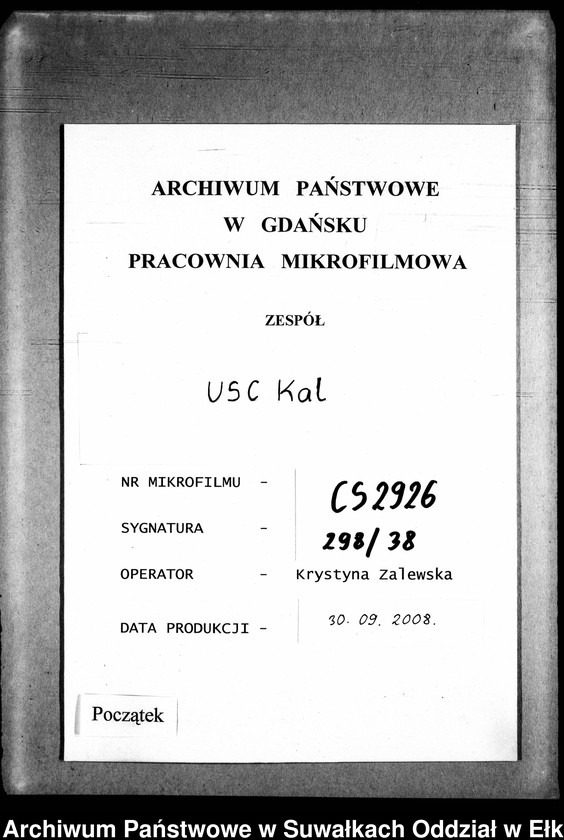 ARCHIWUM PAŃSTWOWE
W GDAŃSKU
PRACOWNIA MIKROFILMOWA
ZESPÓŁ
USC Kal
NR MIKROFILMU - CS2926
SYGNATURA - 298/38
OPERATOR - Krystyna Zalewska
DATA PRODUKCJI - 30.09.2008.
Początek
Archiwum Państwowe w Suwałkach Oddział w Ełk